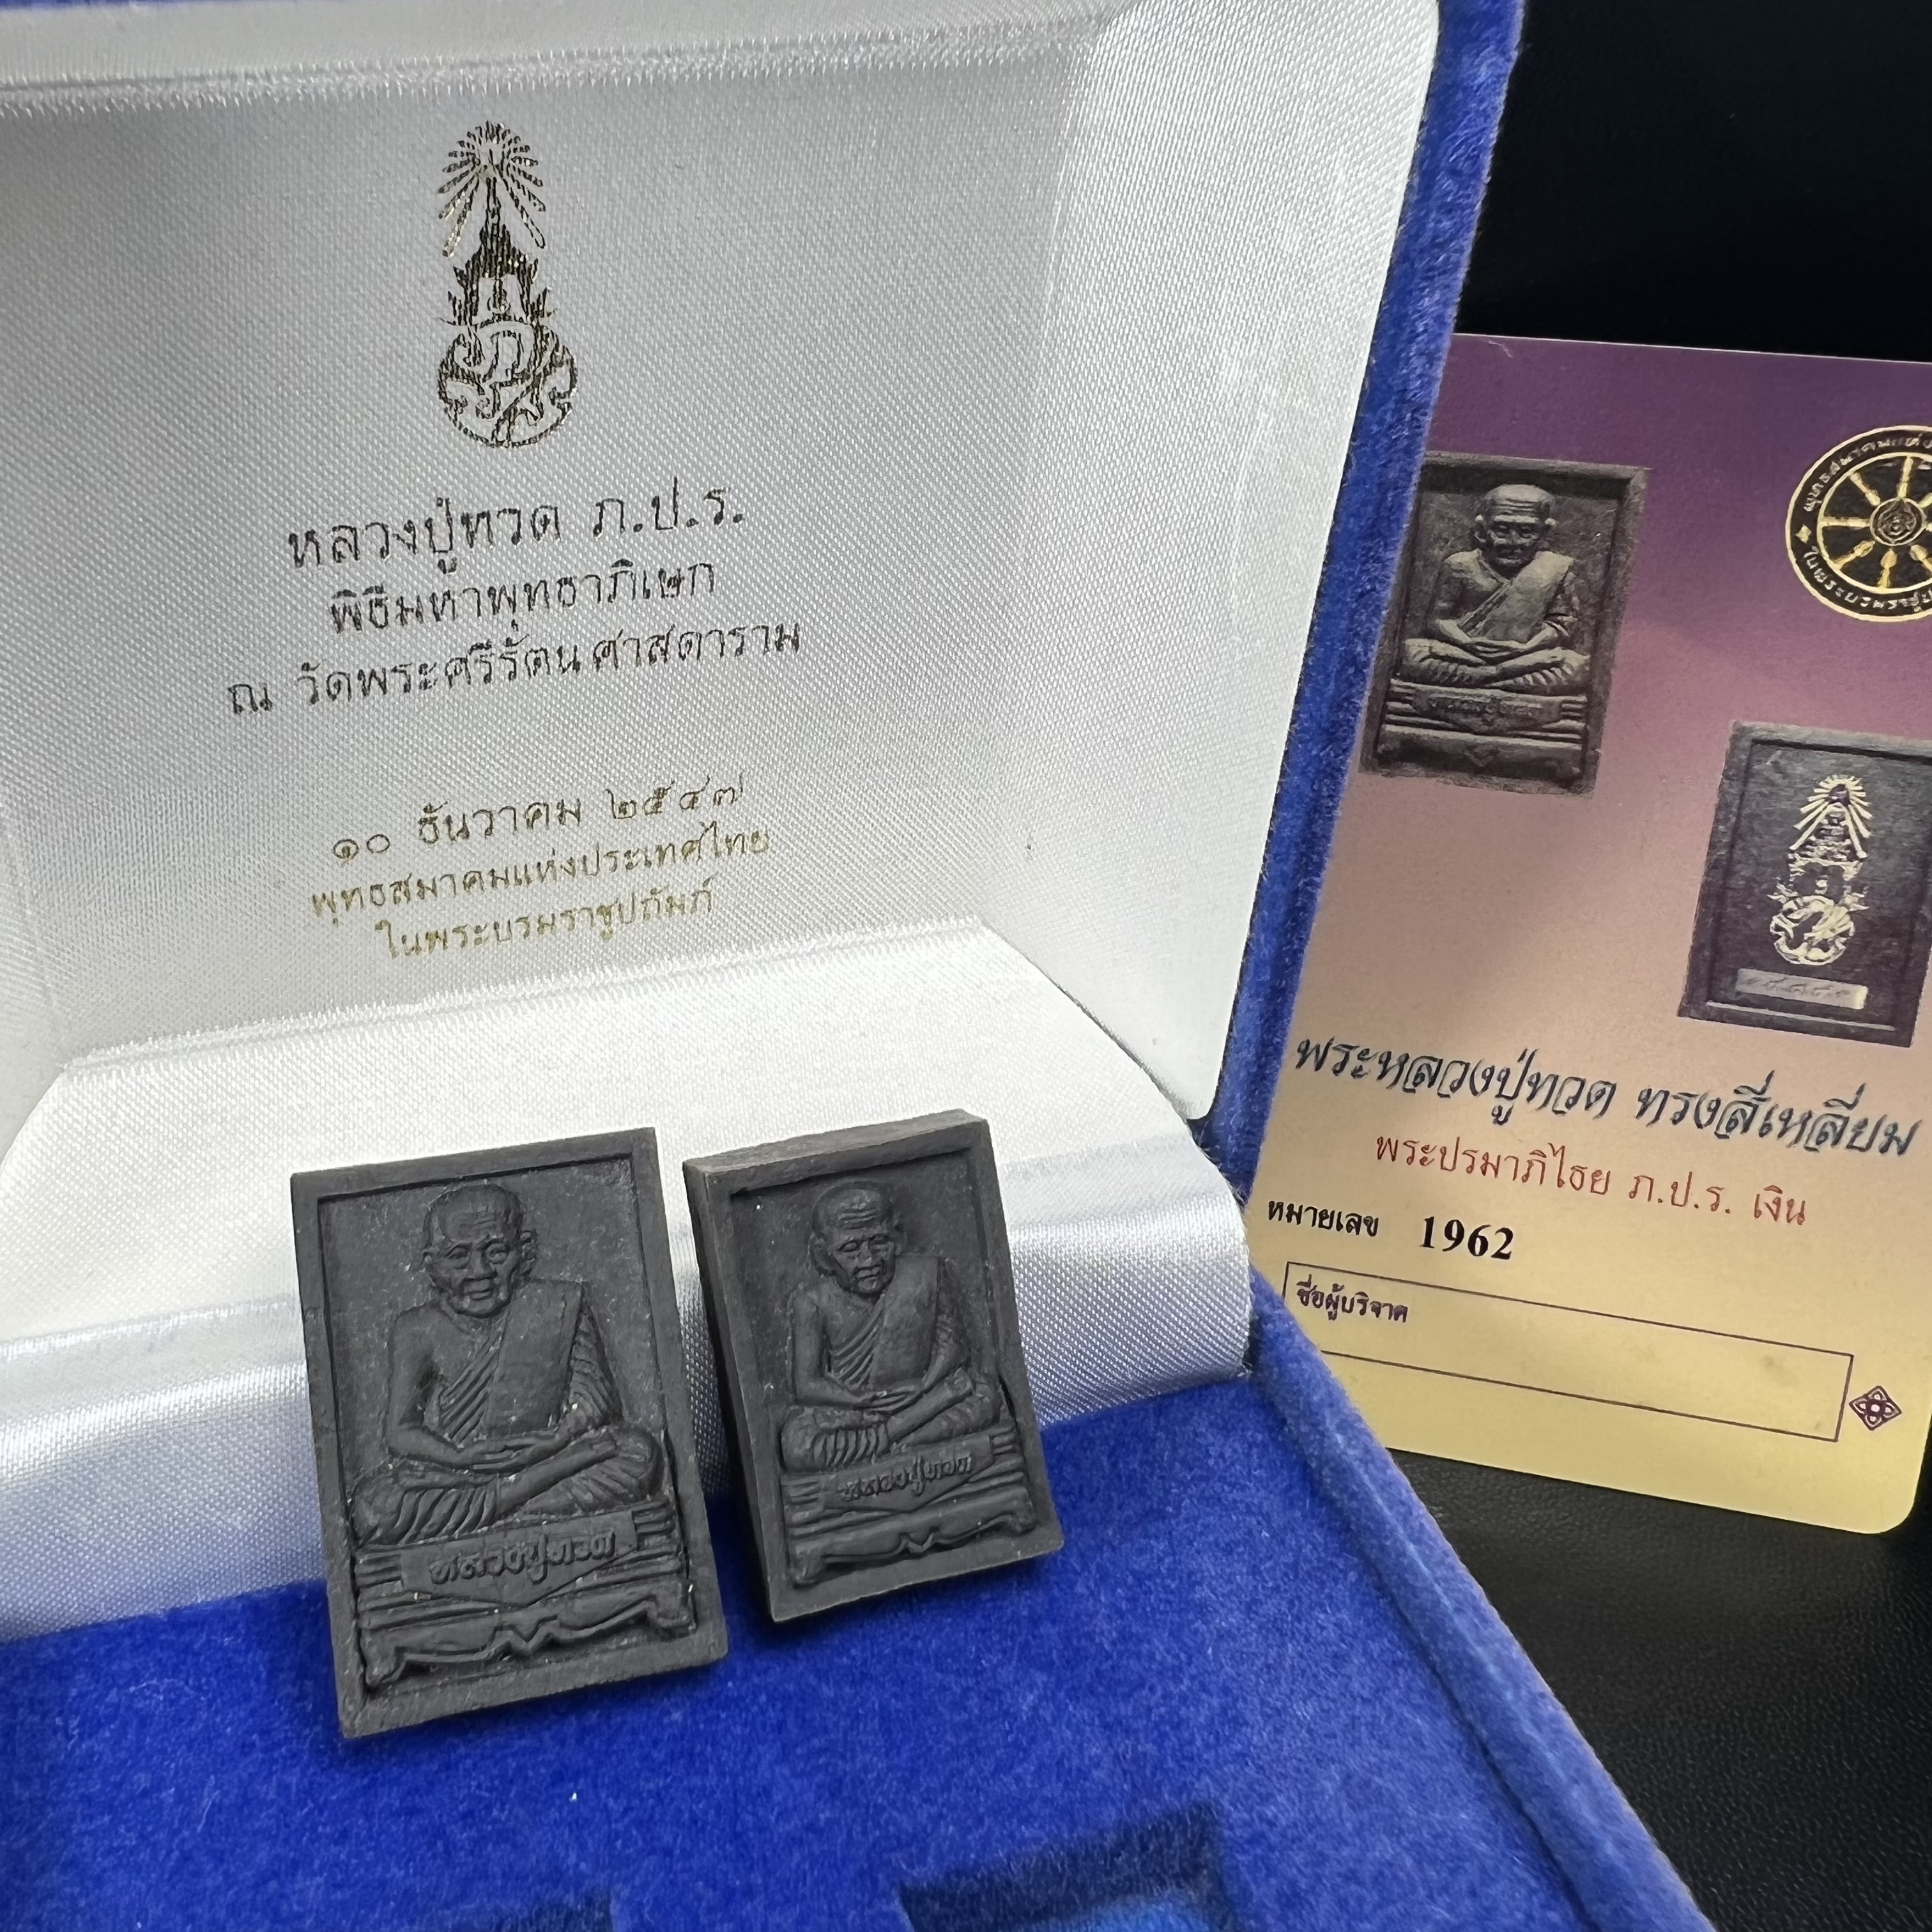 หลวงปู่ทวด ภ.ป.ร.
พิธีมหาพุทธาภิเษก
ณ วัดพระศรีรัตนศาสดาราม
๑๐ ธันวาคม ๒๕๔๗
พุทธสมาคมแห่งประเทศไทย
ในพระบรมราชูปถัมภ์
หลวงปู่ทวด
หลวงปู่ทวด
พระหลวงปู่ทวด ทรงสี่เหลี่ยม
พระปรมาภิไธย ภ.ป.ร. เงิน
หมายเลข 1962
ชื่อผู้บริจาค